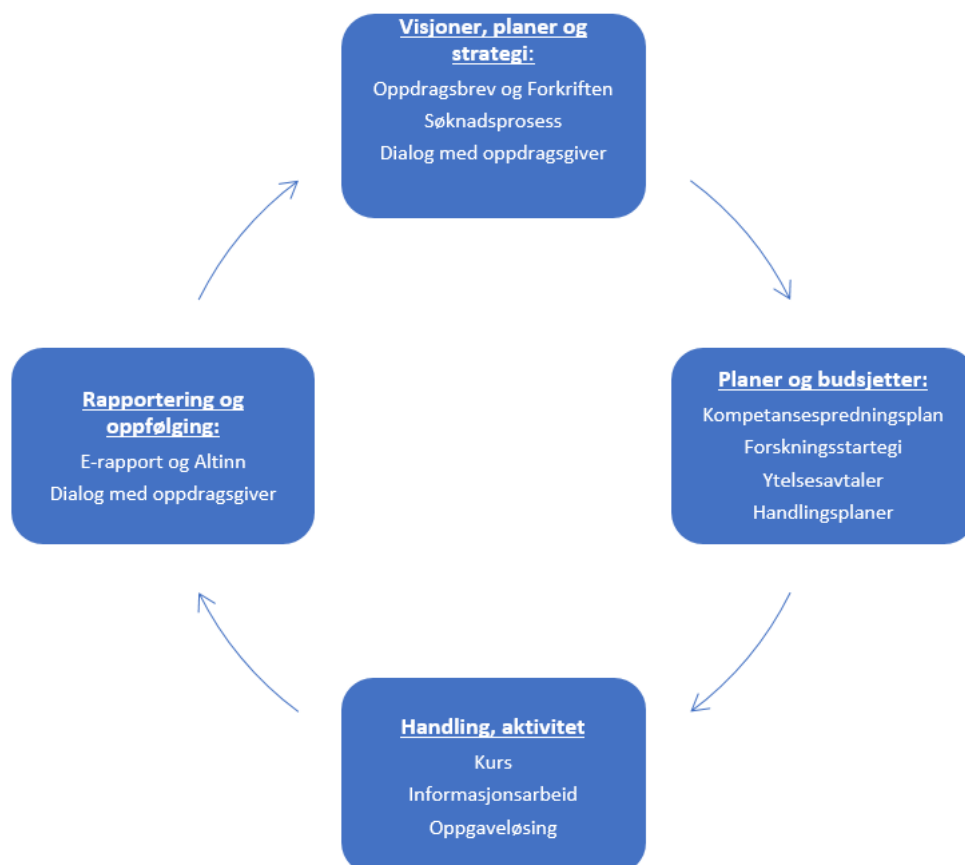 Visjoner, planer og
strategi:
Oppdragsbrev og Forkriften
Søknadsprosess
Dialog med oppdragsgiver
Planer og budsjetter:
Kompetansespredningsplan
Forskningsstartegi
Ytelsesavtaler
Handlingsplaner
Handling, aktivitet
Kurs
Informasjonsarbeid
Oppgaveløsing
Rapportering og
oppfølging:
E-rapport og Altinn
Dialog med oppdragsgiver